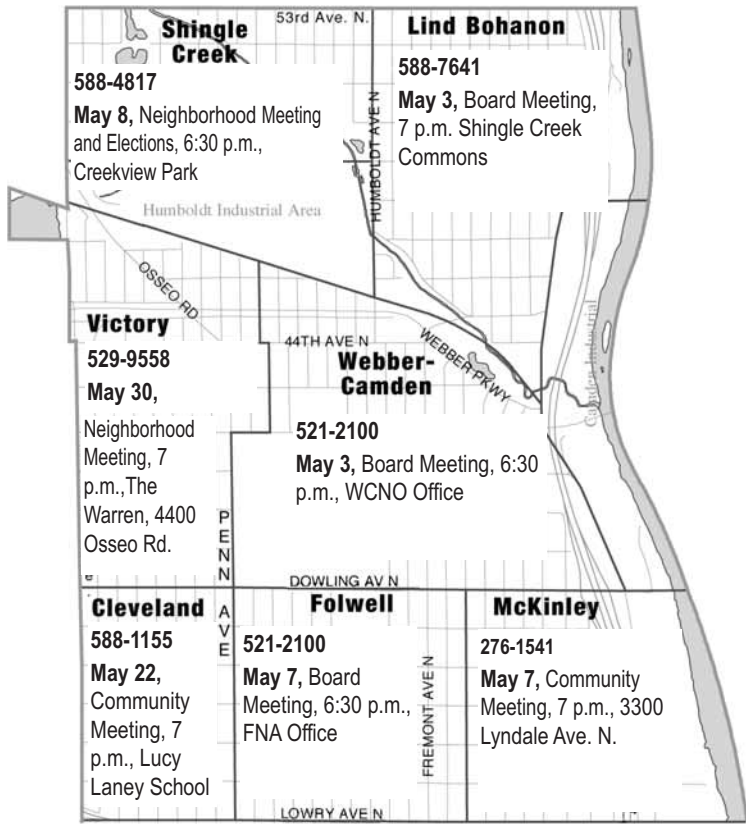 Shingle
Creek
53rd Ave. N.
588-4817
May 8, Neighborhood Meeting
and Elections, 6:30 p.m.,
Creekview Park
Lind Bohanon
588-7641
May 3, Board Meeting,
7 p.m. Shingle Creek
Commons
HUMBOLDT AVE N
Humboldt Industrial Area
OSSEO RD
Victory
529-9558
May 30,
Neighborhood
Meeting, 7
p.m.,The
Warren, 4400
Osseo Rd.
44TH AVE N
WEBBER PKWY
Webber-
Camden
521-2100
May 3, Board Meeting, 6:30
p.m., WCNO Office
Camden Industrial
PENN AVE
DOWLING AV N
Cleveland
588-1155
May 22,
Community
Meeting, 7
p.m., Lucy
Laney School
Folwell
521-2100
May 7, Board
Meeting, 6:30 p.m.,
FNA Office
FREMONT AVE N
McKinley
276-1541
May 7, Community
Meeting, 7 p.m., 3300
Lyndale Ave. N.
LOWRY AVE N